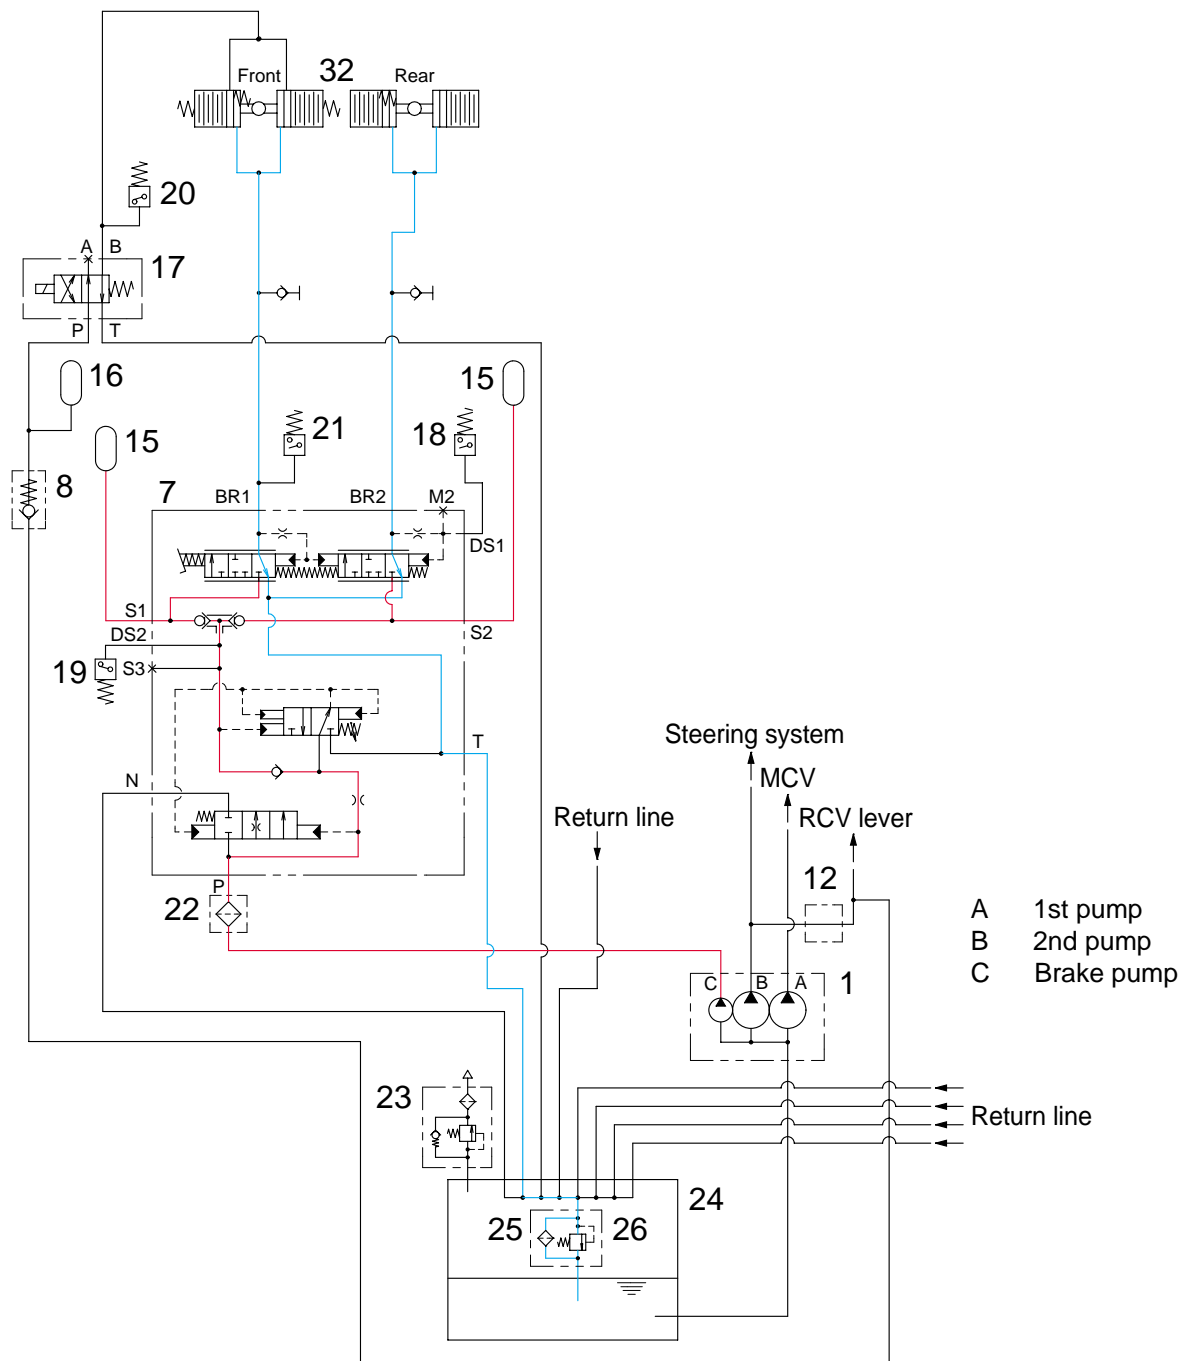 Front
32
Rear
20
A
B
17
P
T
16
15
15
21
18
8
7
BR1
BR2
M2
DS1
S1
S2
DS2
S3
19
T
N
Steering system
MCV
RCV lever
Return line
12
P
22
A 1st pump
B 2nd pump
C Brake pump
C
B
A
1
23
Return line
24
25
26